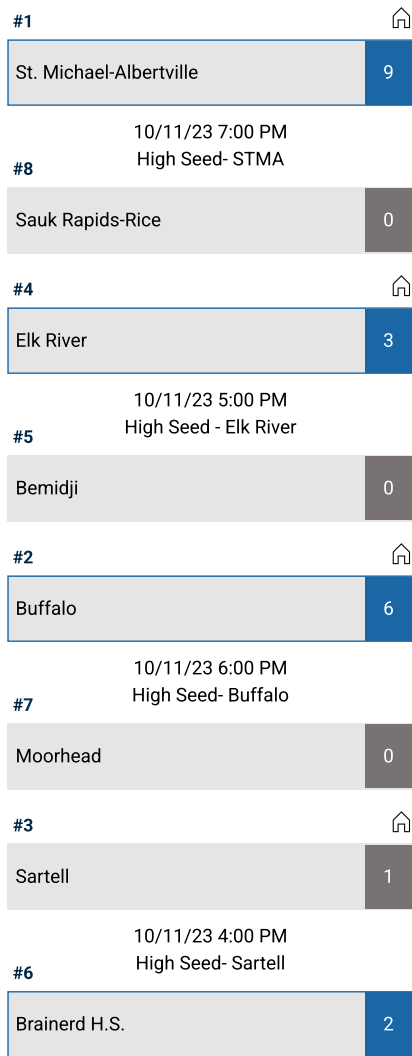 #1
St. Michael-Albertville
9
10/11/23 7:00 PM
High Seed- STMA
#8
Sauk Rapids-Rice
0
#4
Elk River
3
10/11/23 5:00 PM
High Seed - Elk River
#5
Bemidji
0
#2
Buffalo
6
10/11/23 6:00 PM
High Seed- Buffalo
#7
Moorhead
0
#3
Sartell
1
10/11/23 4:00 PM
High Seed- Sartell
#6
Brainerd H.S.
2